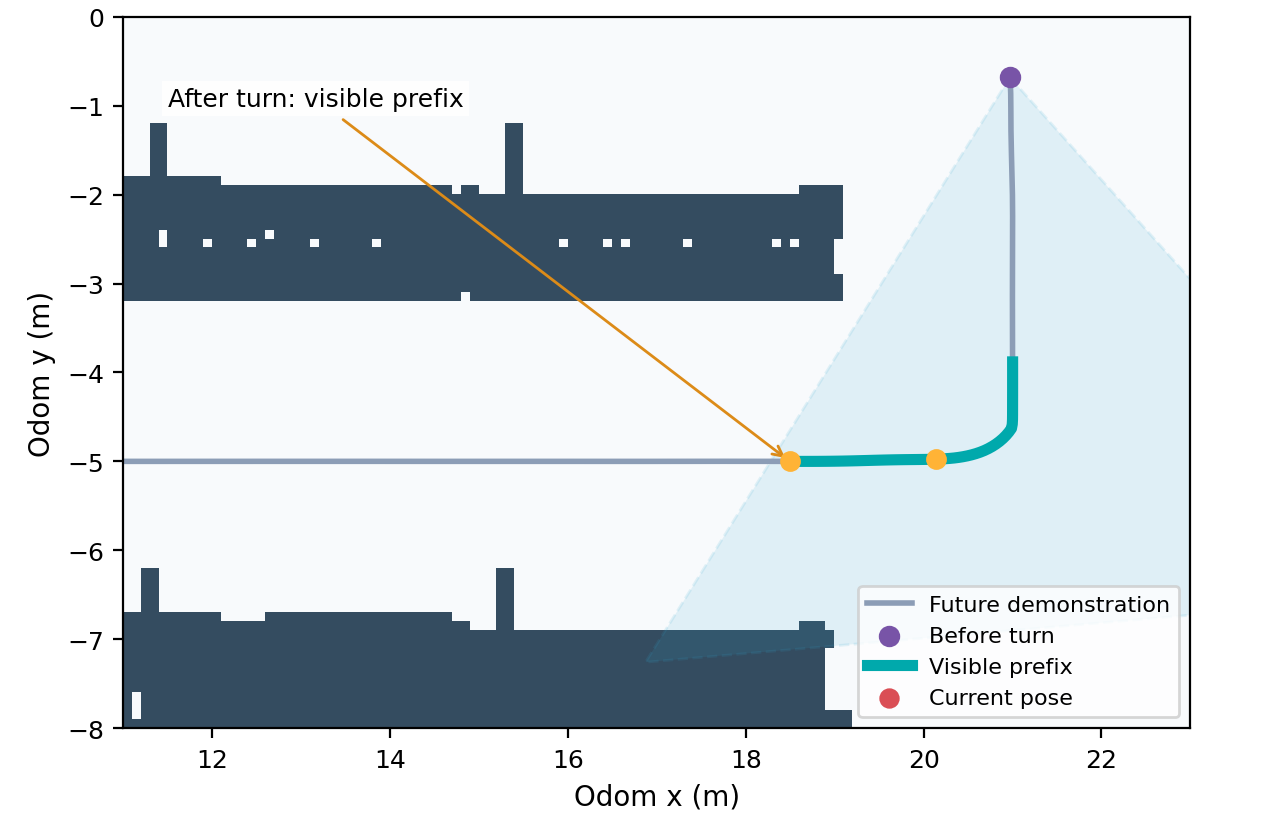 After turn: visible prefix
0
−1
−2
−3
−4
−5
−6
−7
−8
Odom y (m)
Future demonstration
Before turn
Visible prefix
Current pose
12
14
16
18
20
22
Odom x (m)